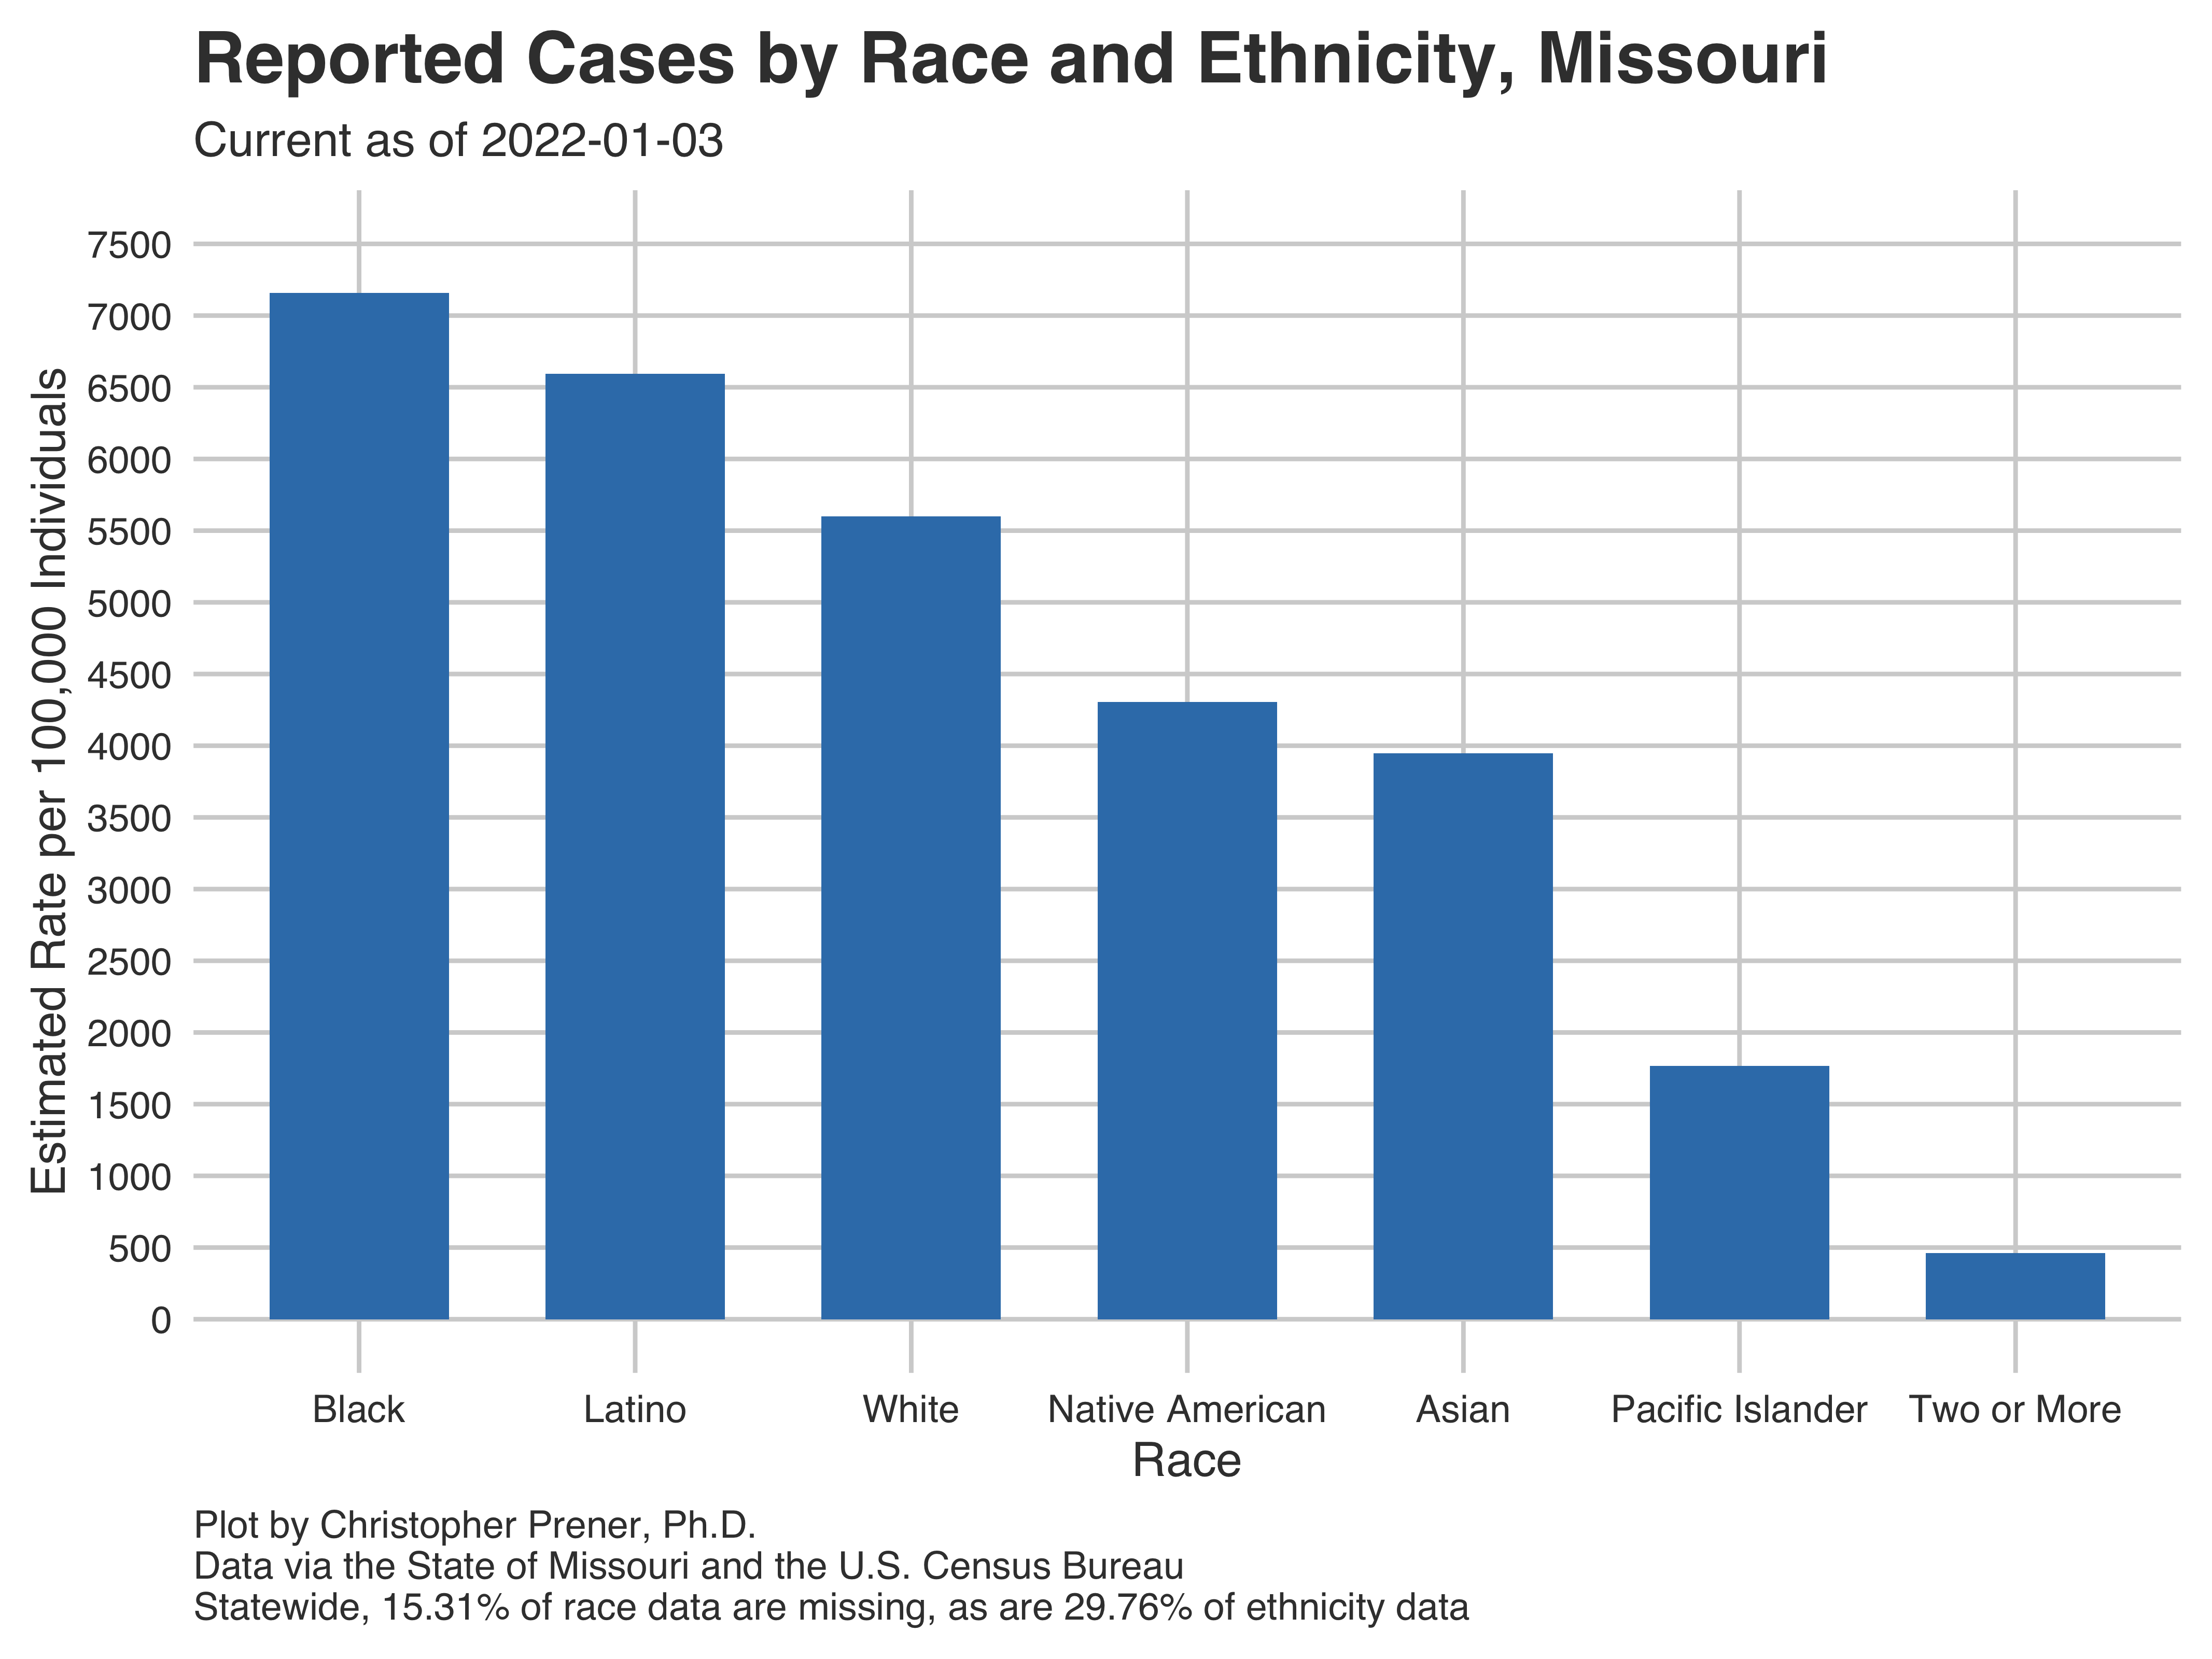 Reported Cases by Race and Ethnicity, Missouri
Current as of 2022-01-03
Estimated Rate per 100,000 Individuals
7500
7000
6500
6000
5500
5000
4500
4000
3500
3000
2500
2000
1500
1000
500
0
Black Latino White Native American Asian Pacific Islander Two or More
Race
Plot by Christopher Prener, Ph.D.
Data via the State of Missouri and the U.S. Census Bureau
Statewide, 15.31% of race data are missing, as are 29.76% of ethnicity data